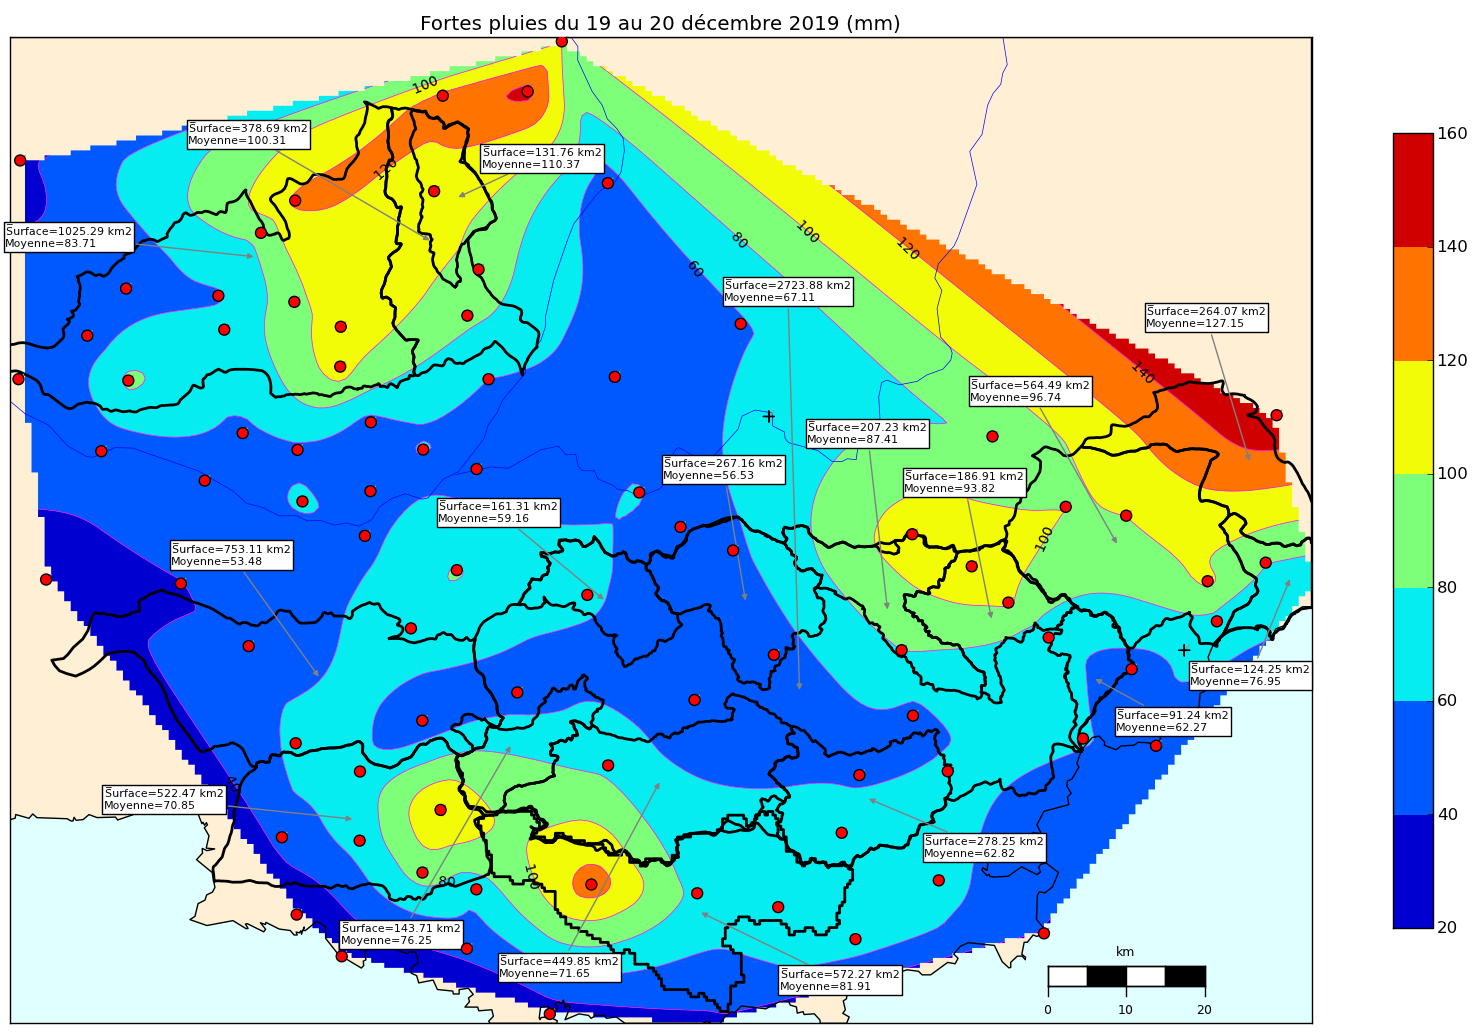 Fortes pluies du 19 au 20 décembre 2019 (mm)
100
Surface=378.69 km2
Moyenne=100.31
120
Surface=131.76 km2
Moyenne=110.37
160
Surface=1025.29 km2
Moyenne=83.71
80
100
120
140
60
Surface=2723.88 km2
Moyenne=67.11
Surface=264.07 km2
Moyenne=127.15
140
120
Surface=564.49 km2
Moyenne=96.74
Surface=207.23 km2
Moyenne=87.41
Surface=267.16 km2
Moyenne=56.53
Surface=186.91 km2
Moyenne=93.82
100
Surface=161.31 km2
Moyenne=59.16
100
Surface=753.11 km2
Moyenne=53.48
80
Surface=124.25 km2
Moyenne=76.95
60
Surface=91.24 km2
Moyenne=62.27
40
Surface=522.47 km2
Moyenne=70.85
40
Surface=278.25 km2
Moyenne=62.82
80
100
20
Surface=143.71 km2
Moyenne=76.25
Surface=449.85 km2
Moyenne=71.65
Surface=572.27 km2
Moyenne=81.91
km
0 10 20